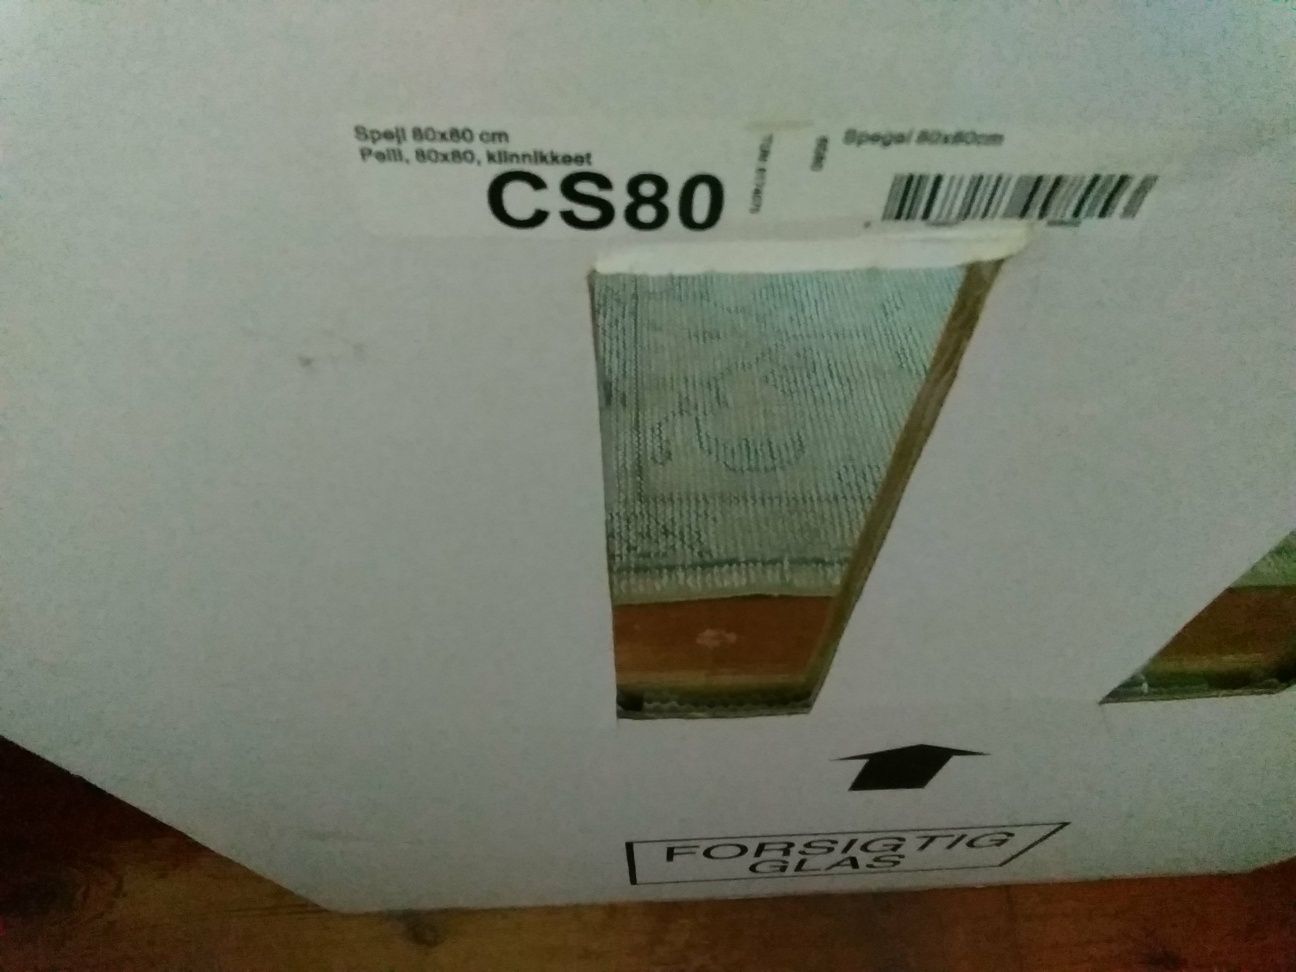 Spejl 80x80 cm
Peili, 80x80, kiinnikkeet
CS80
Spegel 80x80cm
FORSIGTIG
GLAS